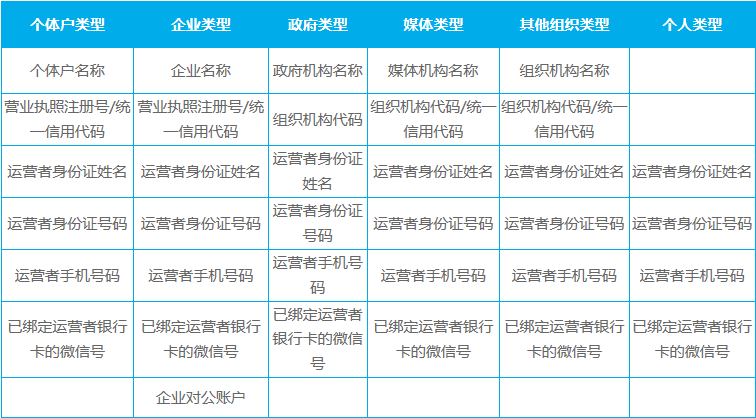 个体户类型 企业类型 政府类型 媒体类型 其他组织类型 个人类型
个体户名称 企业名称 政府机构名称 媒体机构名称 组织机构名称
营业执照注册号/统 营业执照注册号/统 组织机构代码 组织机构代码/统一 组织机构代码/统一
一信用代码 一信用代码 信用代码 信用代码
运营者身份证姓名 运营者身份证姓名 运营者身份证 运营者身份证姓名 运营者身份证姓名 运营者身份证姓名
姓名
运营者身份证号码 运营者身份证号码 运营者身份证 运营者身份证号码 运营者身份证号码 运营者身份证号码
号码
运营者手机号码 运营者手机号码 运营者手机号 运营者手机号码 运营者手机号码 运营者手机号码
码
已绑定运营者银行 已绑定运营者银行 已绑定运营者 已绑定运营者银行 已绑定运营者银行 已绑定运营者银行
卡的微信号 卡的微信号 银行卡的微信 卡的微信号 卡的微信号 卡的微信号
号
企业对公账户